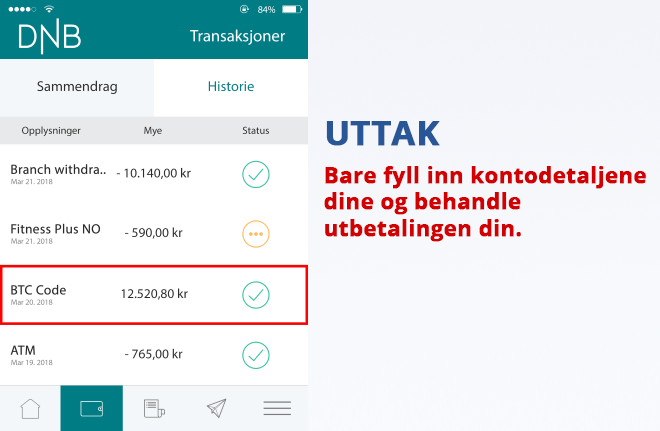 84%
DNB
Transaksjoner
Sammendrag
Historie
Opplysninger Mye Status
Branch withdra.. - 10.140,00 kr
Mar 21. 2018
Fitness Plus NO - 590,00 kr
Mar 21. 2018
BTC Code 12.520,80 kr
Mar 20. 2018
ATM - 765,00 kr
Mar 19. 2018
UTTAK
Bare fyll inn kontodetaljene
dine og behandle
utbetalingen din.